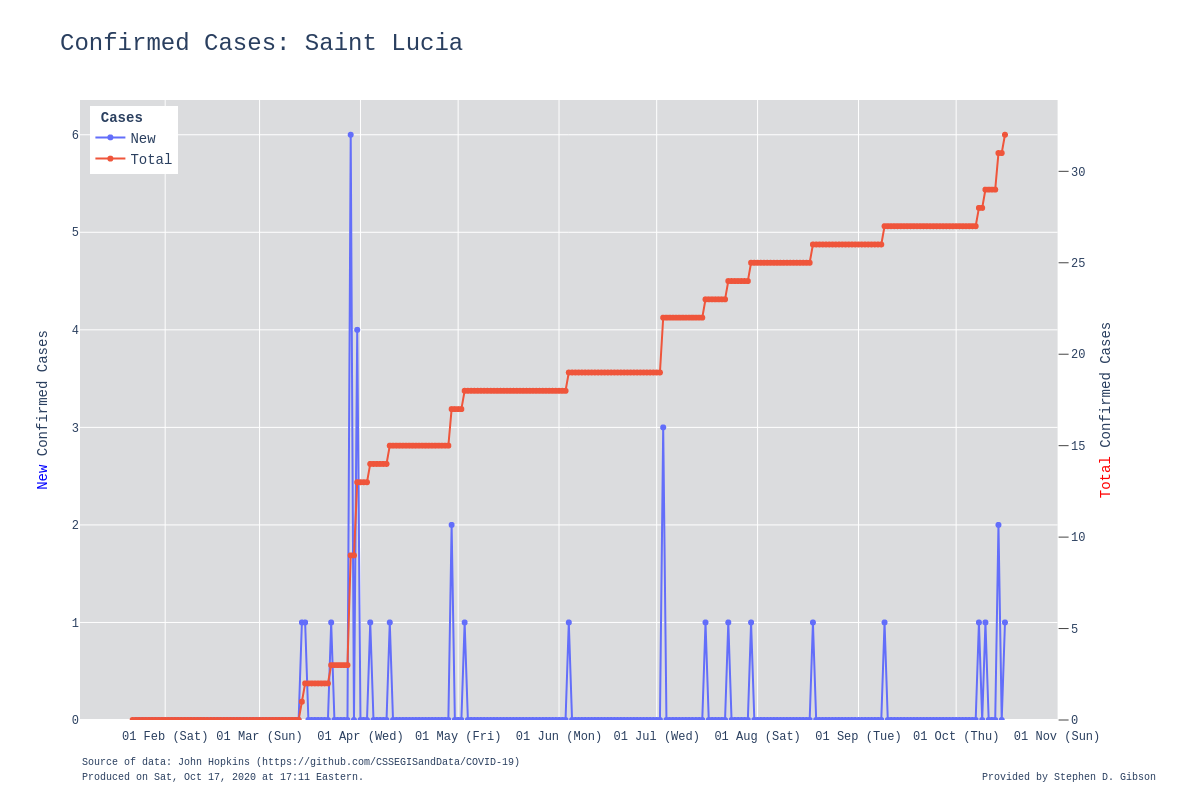 Confirmed Cases: Saint Lucia
Cases
New
Total
6
5
4
3
2
1
0
New Confirmed Cases
30
25
20
15
10
5
0
Total Confirmed Cases
01 Feb (Sat) 01 Mar (Sun) 01 Apr (Wed) 01 May (Fri) 01 Jun (Mon) 01 Jul (Wed) 01 Aug (Sat) 01 Sep (Tue) 01 Oct (Thu) 01 Nov (Sun)
Source of data: John Hopkins (https://github.com/CSSEGISandData/COVID-19)
Produced on Sat, Oct 17, 2020 at 17:11 Eastern.
Provided by Stephen D. Gibson